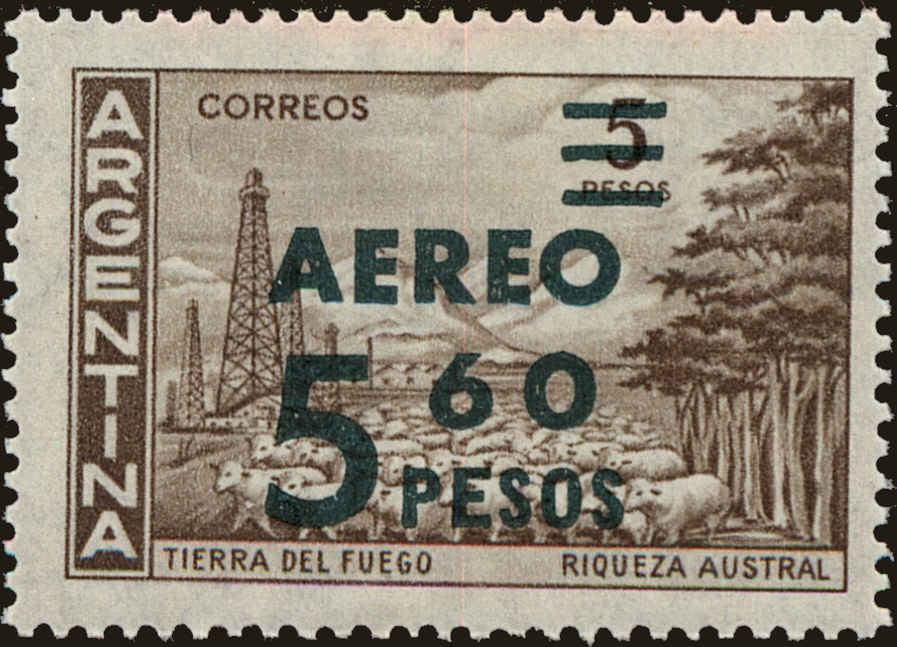 ARGENTINA
CORREOS
5
PESOS
AEREO
5 60
PESOS
TIERRA DEL FUEGO
RIQUEZA AUSTRAL